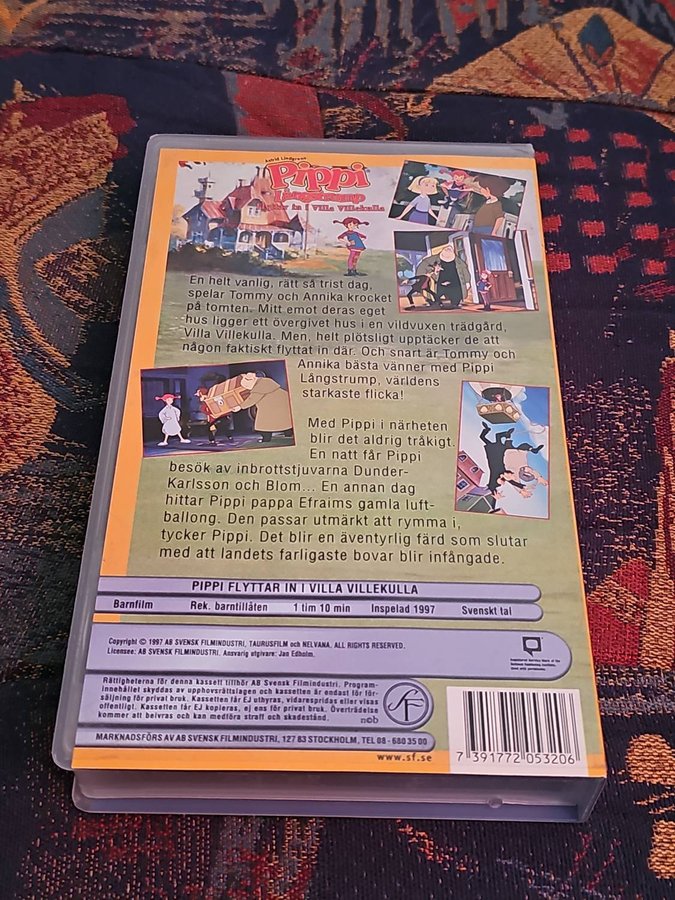 Astrid Lindgrens
Pippi
Långstrump
flyttar in i Villa Villekulla
En helt vanlig, rätt så trist dag,
spelar Tommy och Annika krocket
på tomten. Mitt emot deras eget
hus ligger ett övergivet hus i en vildvuxen trädgård,
Villa Villekulla. Men, helt plötsligt upptäcker de att
någon faktiskt flyttat in där. Och snart är Tommy och
Annika bästa vänner med Pippi
Långstrump, världens
starkaste flicka!
Med Pippi i närheten
blir det aldrig tråkigt.
En natt får Pippi
besök av inbrottstjuvarna Dunder-
Karlsson och Blom... En annan dag
hittar Pippi pappa Efraims gamla luft-
ballong. Den passar utmärkt att rymma i,
tycker Pippi. Det blir en äventyrlig färd som slutar
med att landets farligaste bovar blir infångade.
PIPPI FLYTTAR IN I VILLA VILLEKULLA
Barnfilm Rek. barntillåten 1 tim 10 min Inspelad 1997 Svenskt tal
Copyright © 1997 AB SVENSK FILMINDUSTRI, TAURUSFILM och NELVANA. ALL RIGHTS RESERVED.
Licensee: AB SVENSK FILMINDUSTRI. Ansvarig utgivare: Jan Edholm.
Rättigheterna för denna kassett tillhör AB Svensk Filmindustri. Program-
innehållet skyddas av upphovsrättslagen och kassetten är endast för för-
säljning för privat bruk. Kassetten får EJ uthyras, vidarespridas eller visas
offentligt. Kassetten får EJ kopieras, ej ens för privat bruk. Överträdelse
kommer att beivras och kan medföra straff och skadestånd.
ncb
SF
MARKNADSFÖRS AV AB SVENSK FILMINDUSTRI, 127 83 STOCKHOLM, TEL 08 - 680 35 00
www.sf.se
7 391772 053206